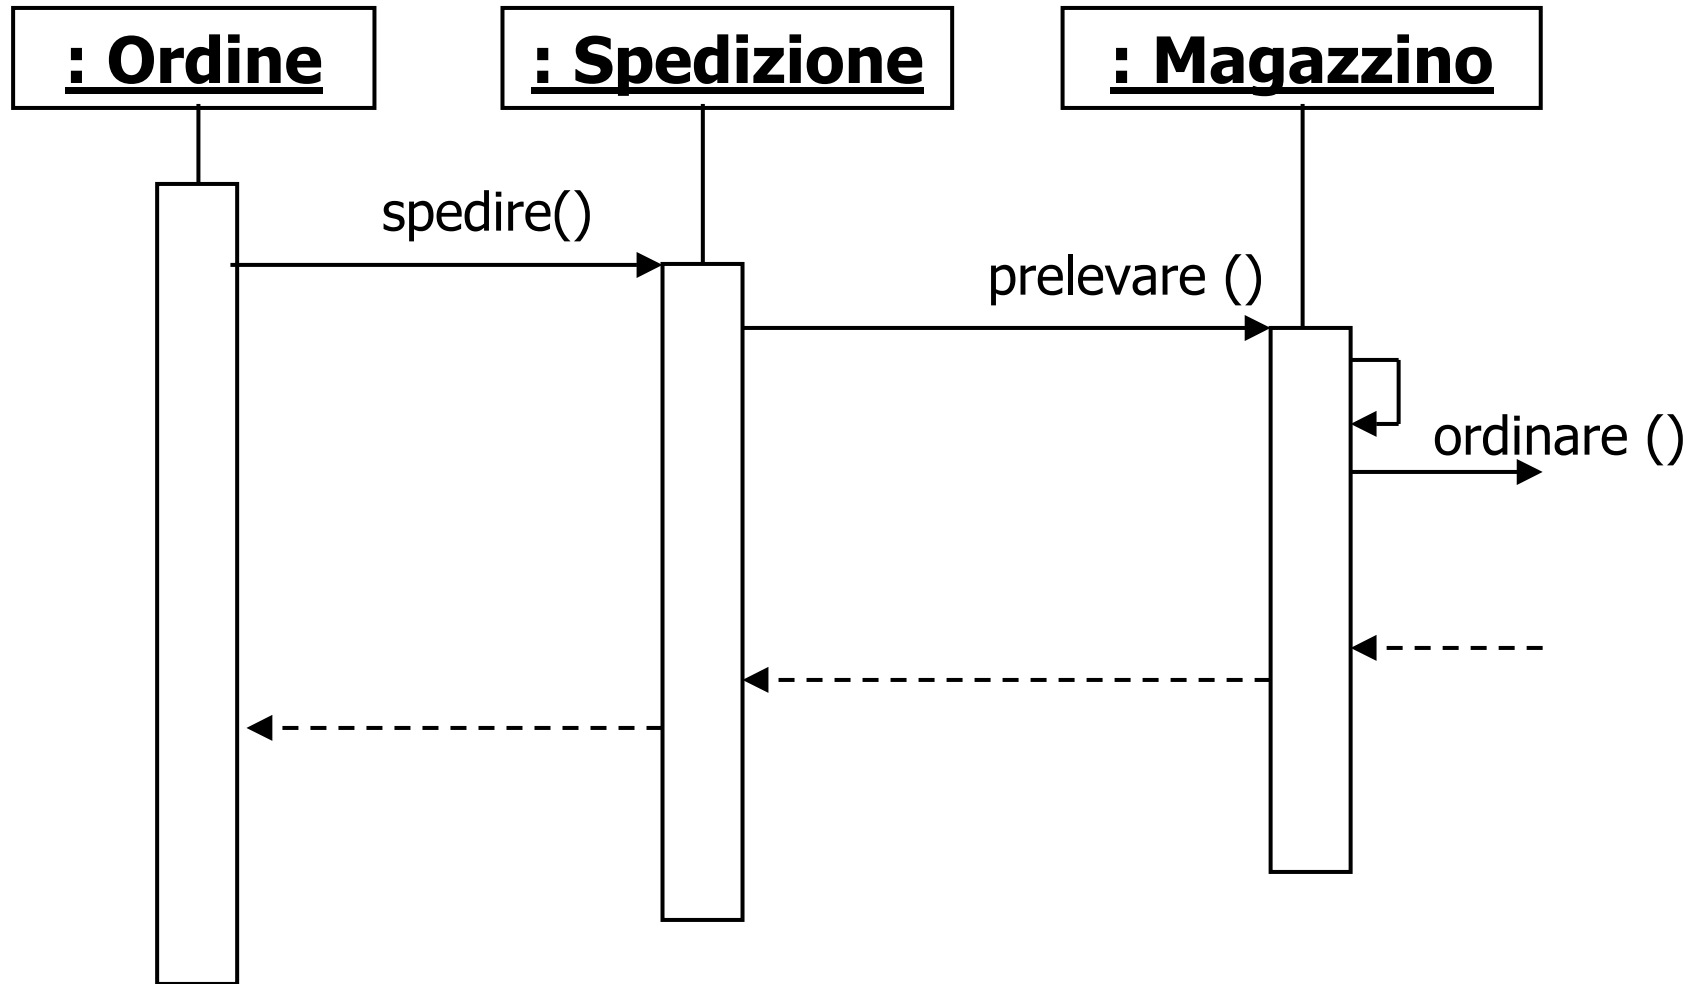 : Ordine
: Spedizione
: Magazzino
spedire()
prelevare ()
ordinare ()